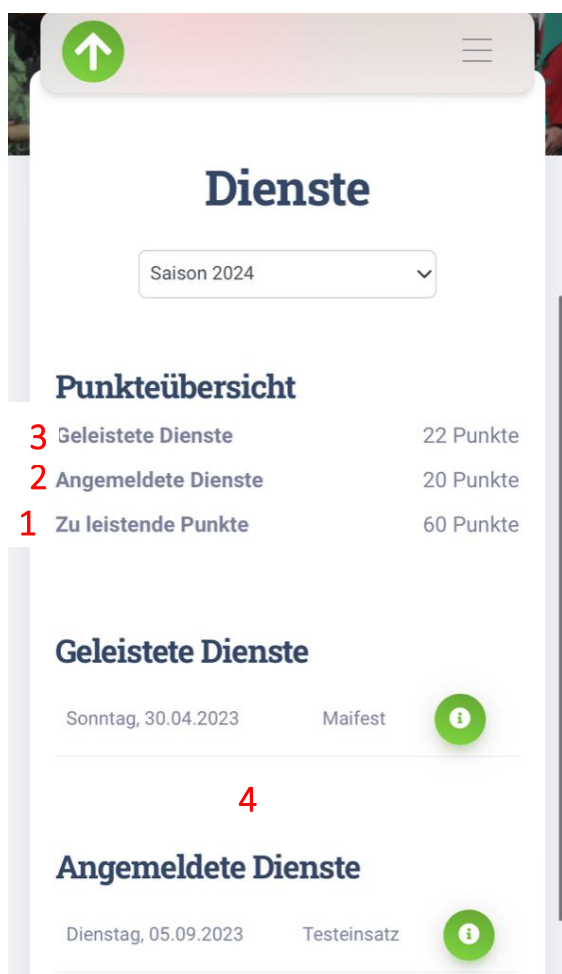 Dienste
Saison 2024
Punkteübersicht
3 Geleistete Dienste 22 Punkte
2 Angemeldete Dienste 20 Punkte
1 Zu leistende Punkte 60 Punkte
Geleistete Dienste
Sonntag, 30.04.2023 Maifest
4
Angemeldete Dienste
Dienstag, 05.09.2023 Testeinsatz